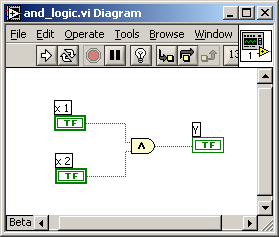 and_logic.vi Diagram
File Edit Operate Tools Browse Window
13
1
x 1
TF
Y
TF
x 2
TF
Beta